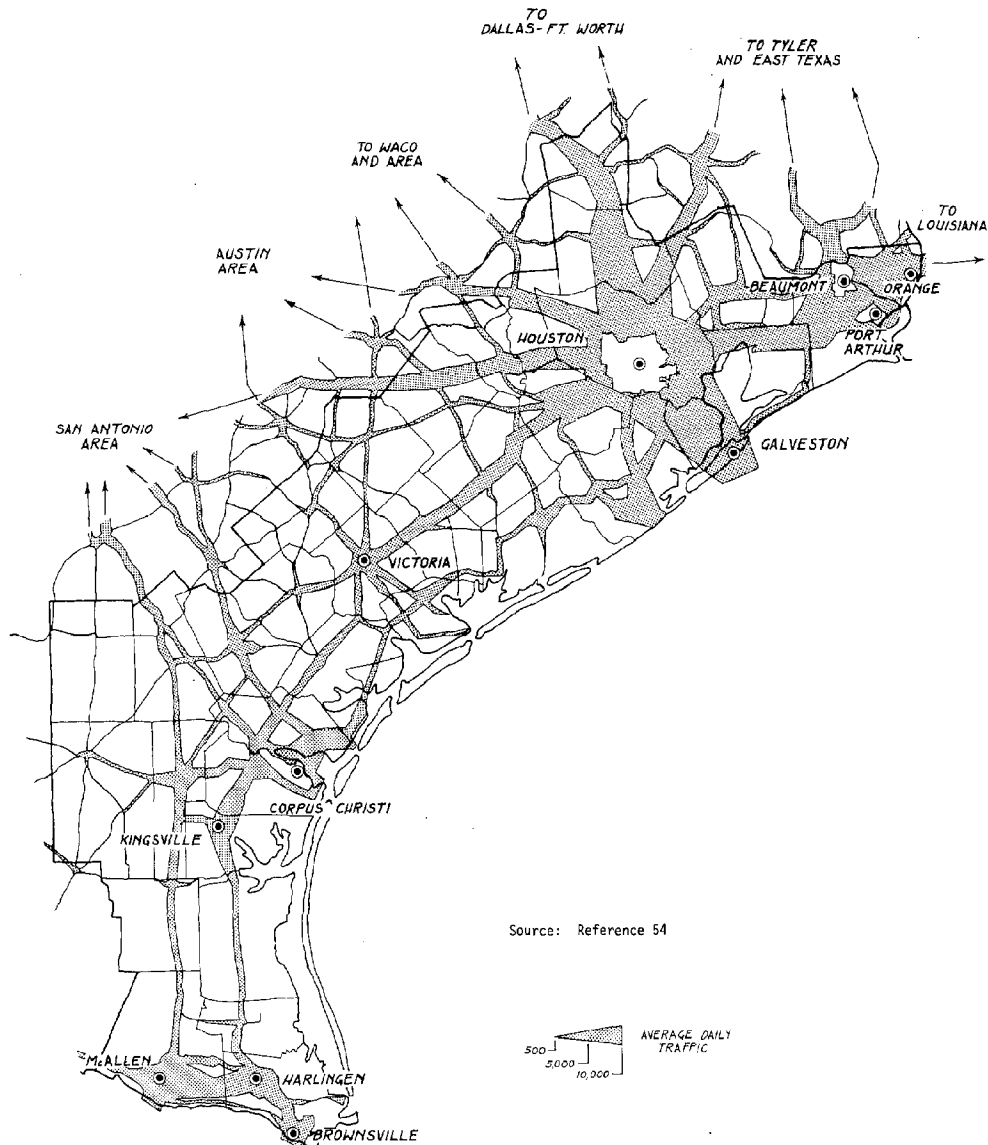 TO
DALLAS-FT. WORTH
TO TYLER
AND EAST TEXAS
TO WACO
AND AREA
TO
LOUISIANA
AUSTIN
AREA
BEAUMONT
ORANGE
PORT
ARTHUR
HOUSTON
SAN ANTONIO
AREA
GALVESTON
VICTORIA
CORPUS CHRISTI
KINGSVILLE
Source: Reference 54
AVERAGE DAILY
TRAFFIC
500
5,000
10,000
McALLEN
HARLINGEN
BROWNSVILLE